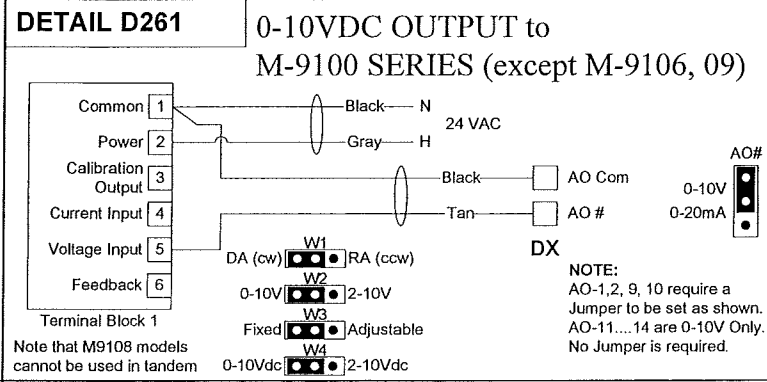 DETAIL D261
0-10VDC OUTPUT to
M-9100 SERIES (except M-9106, 09)
Common 1
Power 2
Calibration
Output 3
Current Input 4
Voltage Input 5
Feedback 6
Terminal Block 1
Note that M9108 models
cannot be used in tandem
Black N
24 VAC
Gray H
Black AO Com
Tan AO #
DX
W1
DA (cw) RA (ccw)
W2
0-10V 2-10V
W3
Fixed Adjustable
W4
0-10Vdc 2-10Vdc
AO#
0-10V
0-20mA
NOTE:
AO-1,2, 9, 10 require a
Jumper to be set as shown.
AO-11....14 are 0-10V Only.
No Jumper is required.